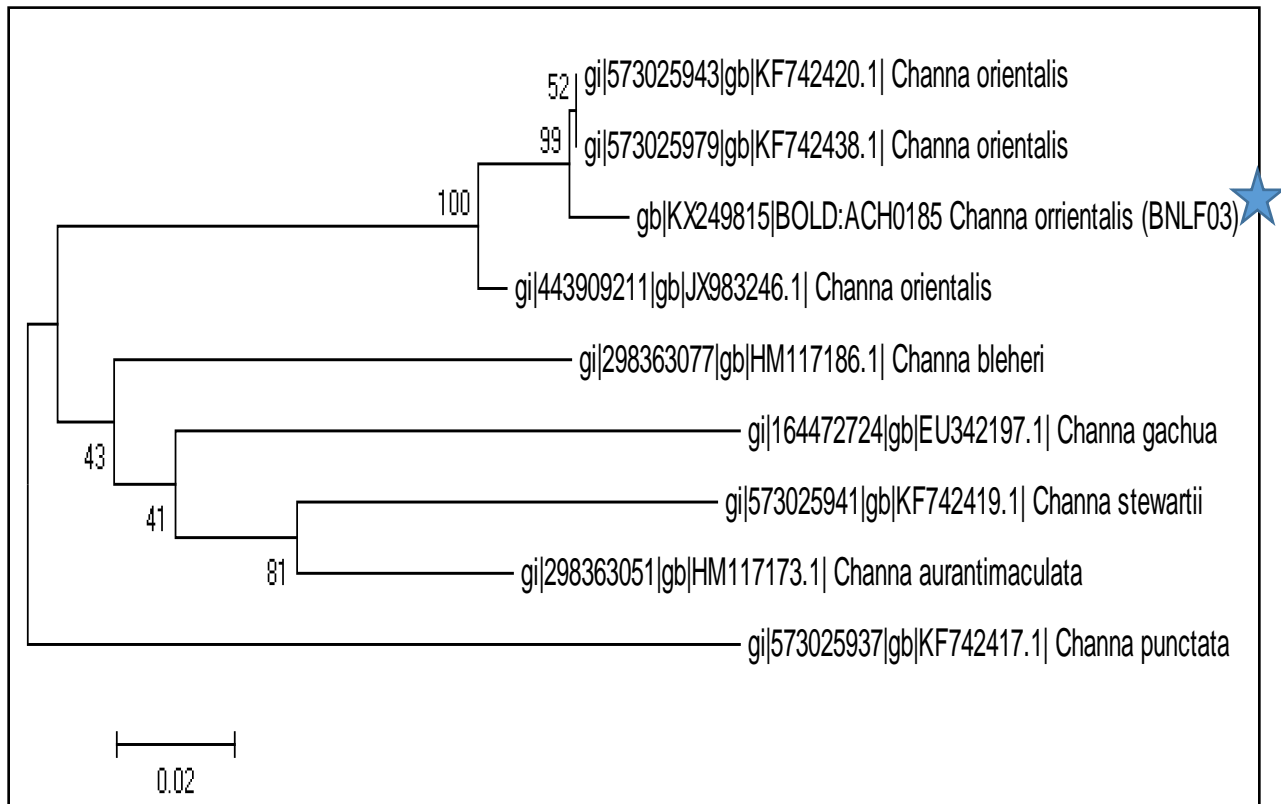 52
gi|573025943|gb|KF742420.1| Channa orientalis
99
gi|573025979|gb|KF742438.1| Channa orientalis
100
gb|KX249815|BOLD:ACH0185 Channa orrientalis (BNLF03)
gi|443909211|gb|JX983246.1| Channa orientalis
gi|298363077|gb|HM117186.1| Channa bleheri
43
gi|164472724|gb|EU342197.1| Channa gachua
41
gi|573025941|gb|KF742419.1| Channa stewartii
81
gi|298363051|gb|HM117173.1| Channa aurantimaculata
gi|573025937|gb|KF742417.1| Channa punctata
0.02